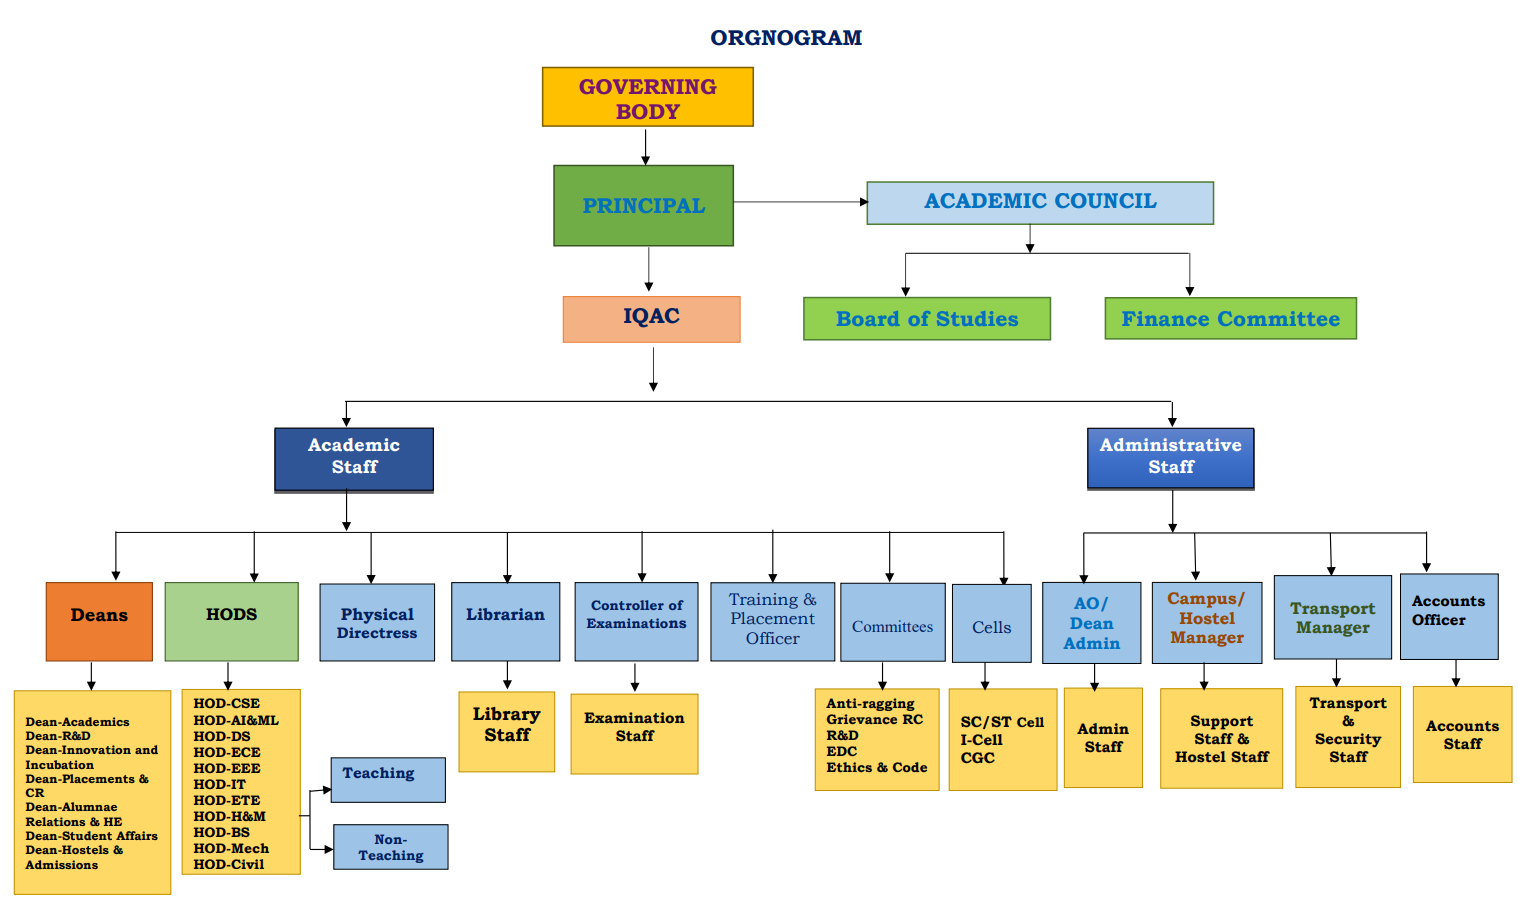 ORGNOGRAM
GOVERNING
BODY
PRINCIPAL
ACADEMIC COUNCIL
IQAC
Board of Studies
Finance Committee
Academic
Staff
Administrative
Staff
Deans
HODS
Physical
Directress
Librarian
Controller of
Examinations
Training &
Placement
Officer
Committees
Cells
AO/
Dean
Admin
Campus/
Hostel
Manager
Transport
Manager
Accounts
Officer
Dean-Academics
Dean-R&D
Dean-Innovation and
Incubation
Dean-Placements &
CR
Dean-Alumnae
Relations & HE
Dean-Student Affairs
Dean-Hostels &
Admissions
HOD-CSE
HOD-AI&ML
HOD-DS
HOD-ECE
HOD-EEE
HOD-IT
HOD-ETE
HOD-H&M
HOD-BS
HOD-Mech
HOD-Civil
Teaching
Non-
Teaching
Library
Staff
Examination
Staff
Anti-ragging
Grievance RC
R&D
EDC
Ethics & Code
SC/ST Cell
I-Cell
CGC
Admin
Staff
Support
Staff &
Hostel Staff
Transport
&
Security
Staff
Accounts
Staff